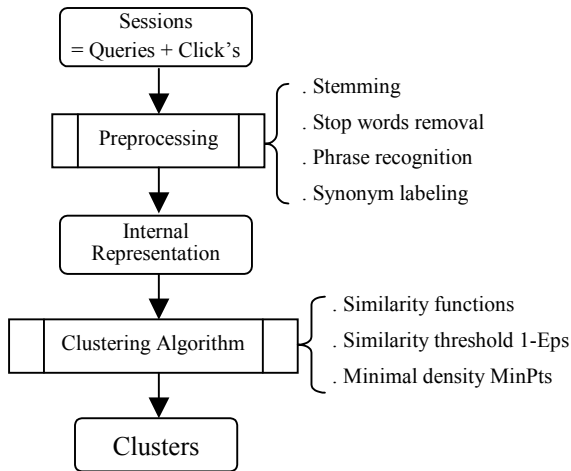 Sessions
= Queries + Click’s
Preprocessing
. Stemming
. Stop words removal
. Phrase recognition
. Synonym labeling
Internal
Representation
Clustering Algorithm
. Similarity functions
. Similarity threshold 1-Eps
. Minimal density MinPts
Clusters